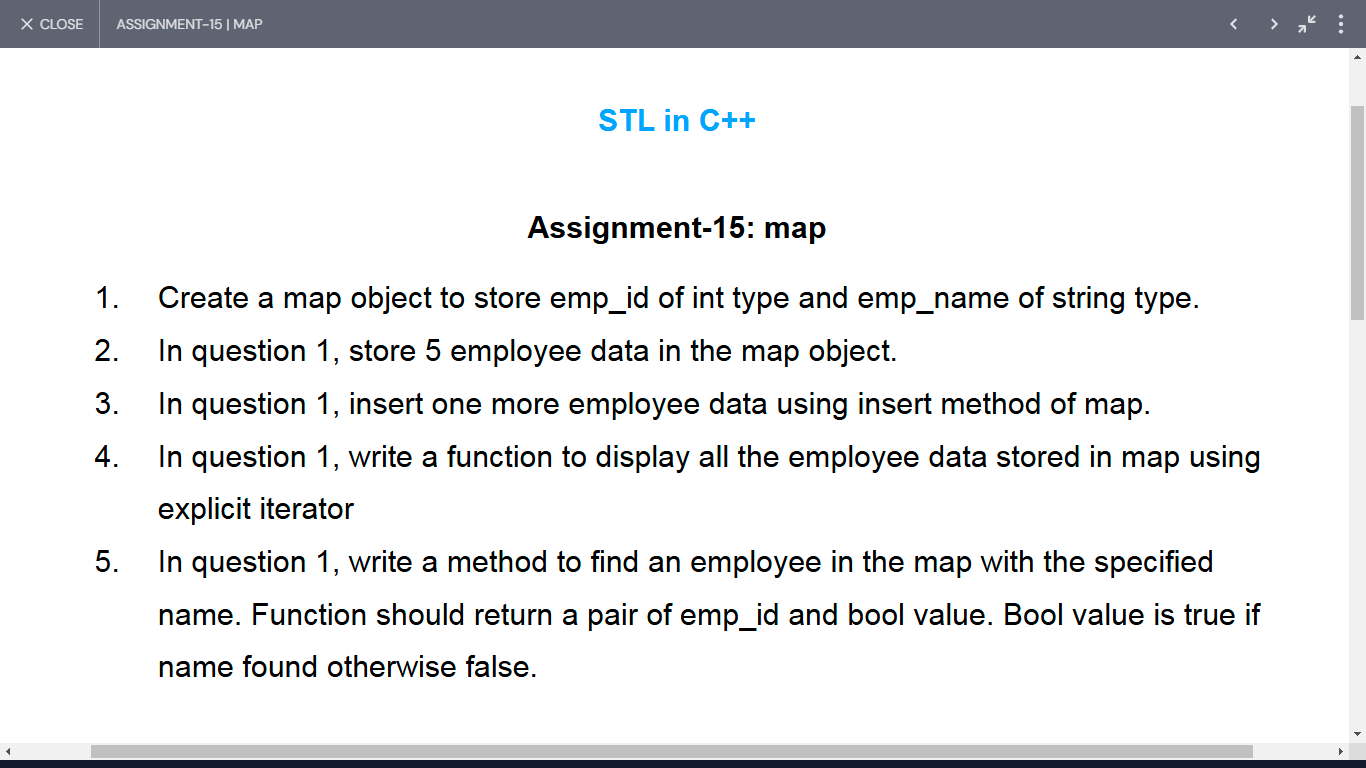 CLOSE
ASSIGNMENT-15 | MAP
STL in C++
Assignment-15: map
1. Create a map object to store emp_id of int type and emp_name of string type.
2. In question 1, store 5 employee data in the map object.
3. In question 1, insert one more employee data using insert method of map.
4. In question 1, write a function to display all the employee data stored in map using
explicit iterator
5. In question 1, write a method to find an employee in the map with the specified
name. Function should return a pair of emp_id and bool value. Bool value is true if
name found otherwise false.